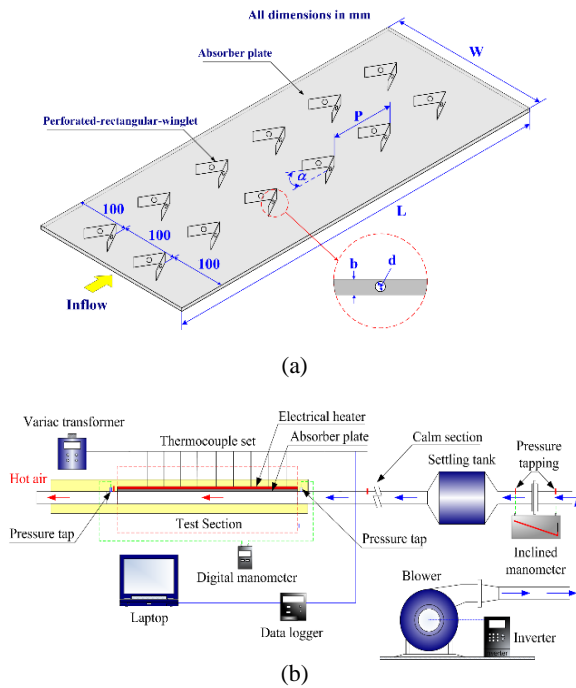 All dimensions in mm
Absorber plate
W
Perforated-rectangular-winglet
P
α
L
100
100
100
b
d
Inflow
(a)
Variac transformer
Thermocouple set
Electrical heater
Absorber plate
Calm section
Settling tank
Pressure
tapping
Hot air
Pressure tap
Test Section
Pressure tap
Inclined
manometer
Digital manometer
Blower
Laptop
Data logger
Inverter
(b)